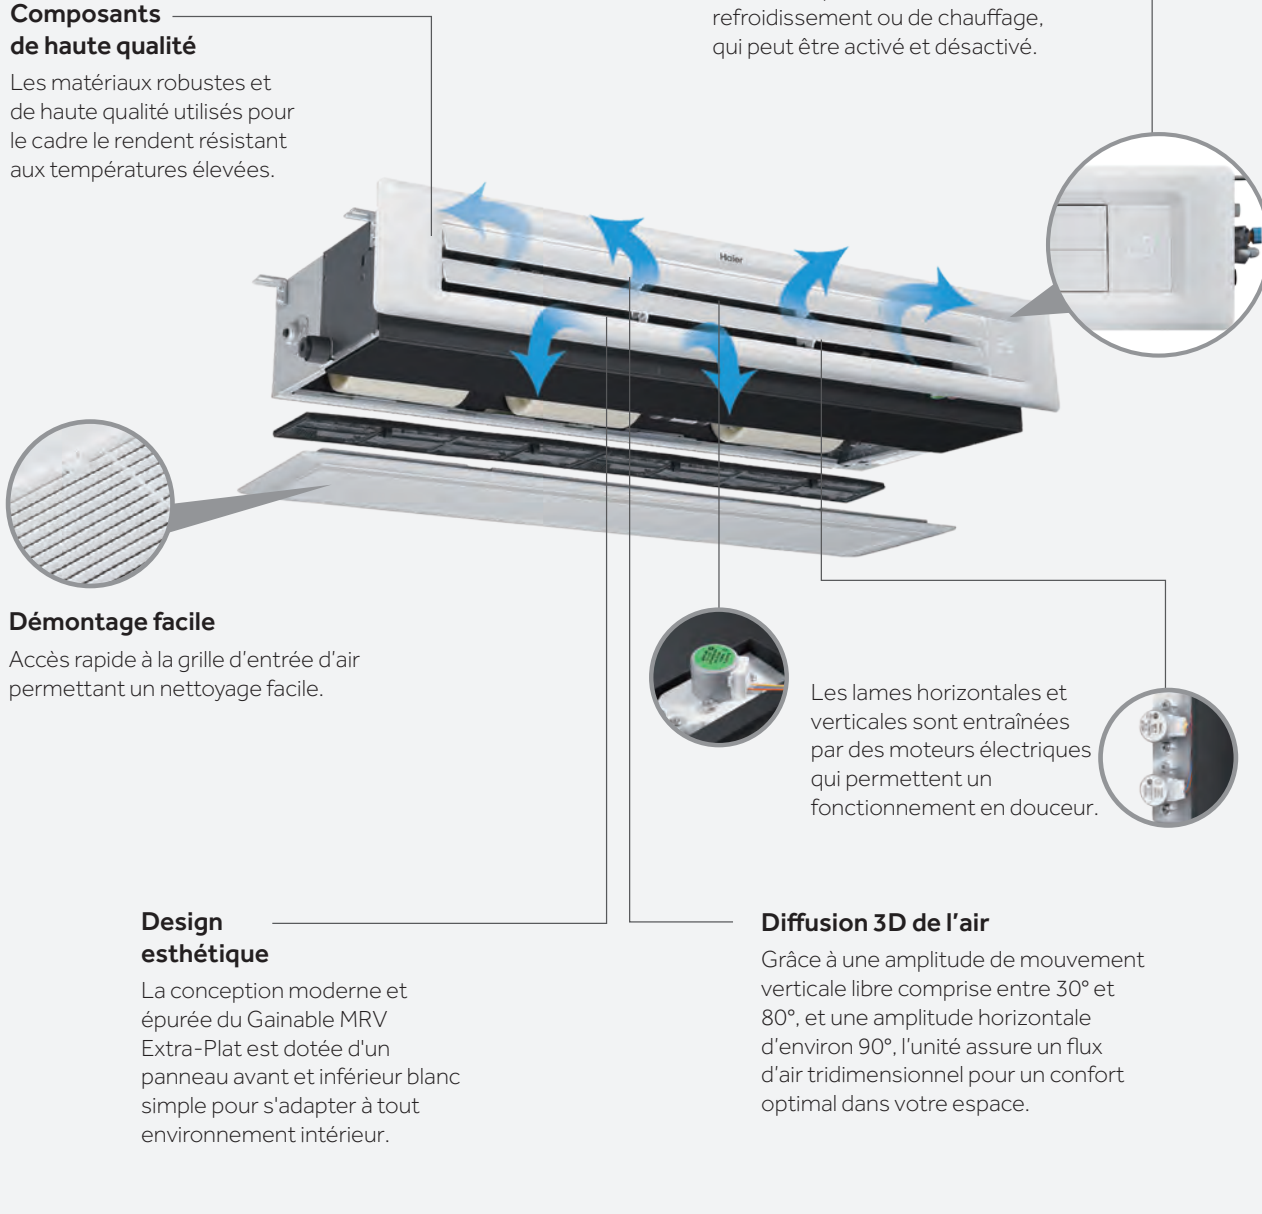 Composants
de haute qualité
Les matériaux robustes et
de haute qualité utilisés pour
le cadre le rendent résistant
aux températures élevées.
refroidissement ou de chauffage,
qui peut être activé et désactivé.
Haier
Démontage facile
Accès rapide à la grille d'entrée d'air
permettant un nettoyage facile.
Les lames horizontales et
verticales sont entraînées
par des moteurs électriques
qui permettent un
fonctionnement en douceur.
Design
esthétique
La conception moderne et
épurée du Gainable MRV
Extra-Plat est dotée d'un
panneau avant et inférieur blanc
simple pour s'adapter à tout
environnement intérieur.
Diffusion 3D de l'air
Grâce à une amplitude de mouvement
verticale libre comprise entre 30° et
80°, et une amplitude horizontale
d'environ 90°, l'unité assure un flux
d'air tridimensionnel pour un confort
optimal dans votre espace.